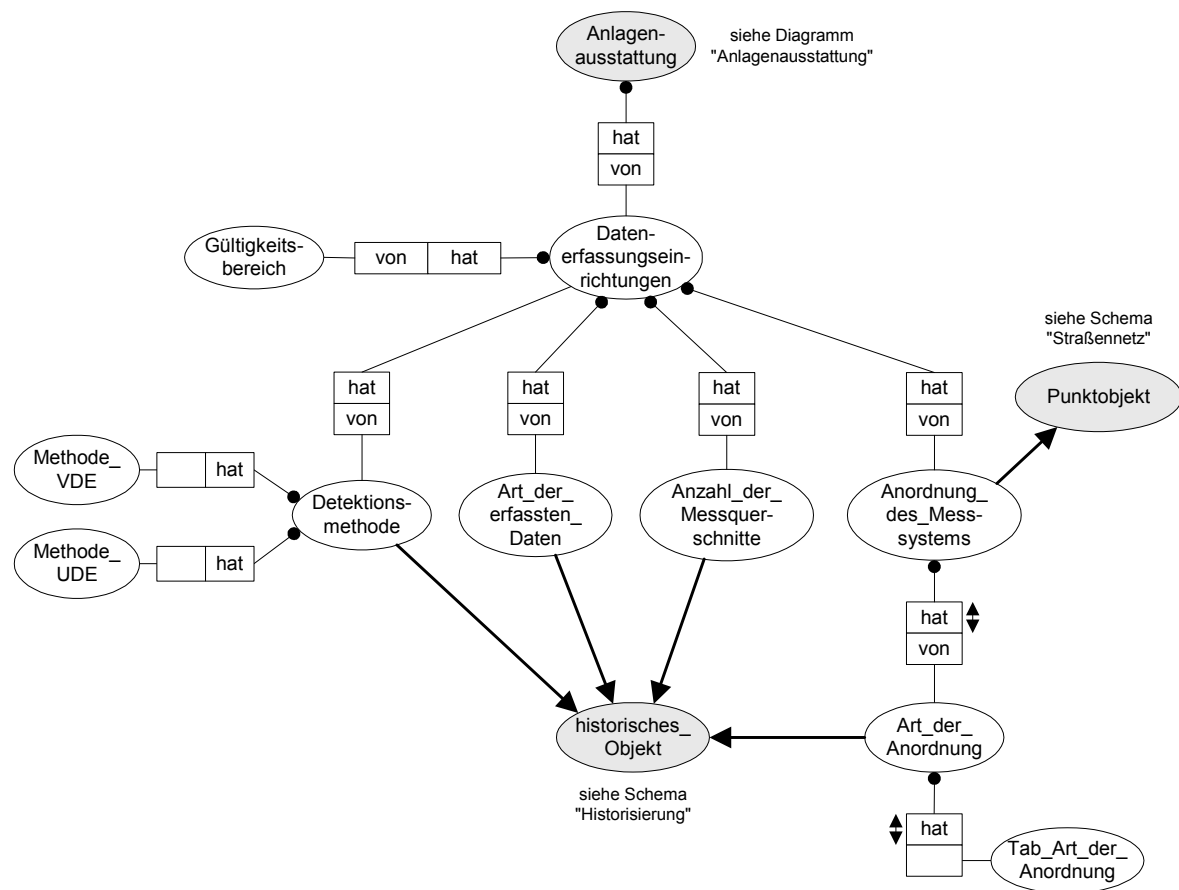 Anlagen-
ausstattung
siehe Diagramm
"Anlagenausstattung"
hat
von
Gültigkeits-
bereich
von
hat
Daten-
erfassungsein-
richtungen
siehe Schema
"Straßennetz"
Punktobjekt
hat
von
hat
von
hat
von
hat
von
Methode_
VDE
hat
Methode_
UDE
hat
Detektions-
methode
Art_der_
erfassten_
Daten
Anzahl_der_
Messquer-
schnitte
Anordnung_
des_Mess-
systems
hat
von
historisches_
Objekt
siehe Schema
"Historisierung"
Art_der_
Anordnung
hat
Tab_Art_der_
Anordnung